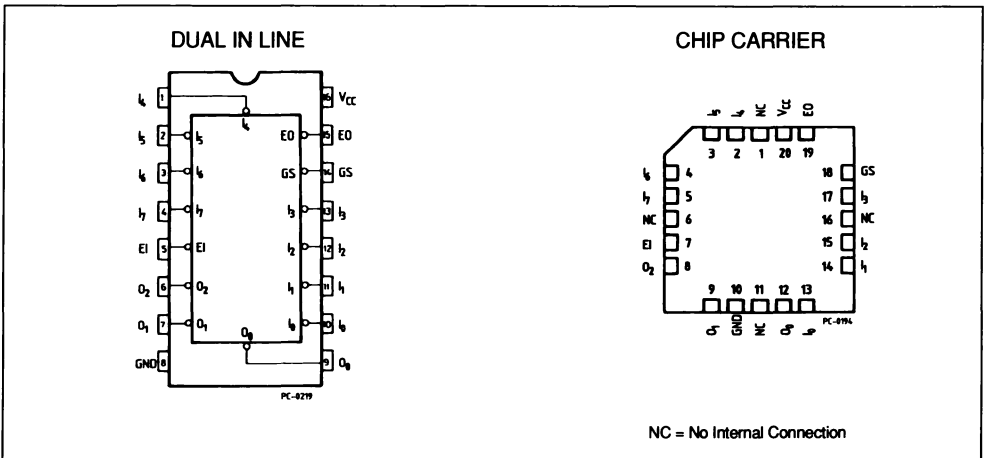 DUAL IN LINE
I4 1 16 VCC
I4
I5 2 I5 EO 15 EO
I6 3 I6 GS 14 GS
I7 4 I7 I3 13 I3
EI 5 EI I2 12 I2
O2 6 O2 I1 11 I1
O1 7 O1 I0 10 I0
O0
GND 8 9 O0
PC-0219
CHIP CARRIER
I5 I4 NC VCC EO
3 2 1 20 19
I6 4 18 GS
I7 5 17 I3
NC 6 16 NC
EI 7 15 I2
O2 8 14 I1
9 10 11 12 13
O1 GND NC O0 I0
PC-0194
NC = No Internal Connection